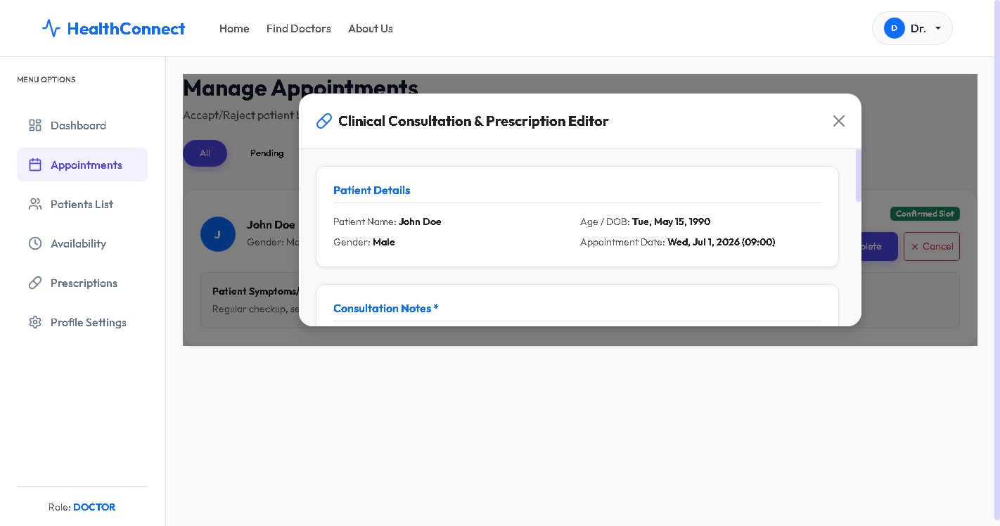 HealthConnect
Home
Find Doctors
About Us
D
Dr.
MENU OPTIONS
Dashboard
Appointments
Patients List
Availability
Prescriptions
Profile Settings
Role: DOCTOR
Manage Appointments
Accept/Reject patient
All
Pending
J
John Doe
Gender:
Confirmed Slot
Cancel
Patient Symptoms/
Regular checkup,
Clinical Consultation & Prescription Editor
Patient Details
Patient Name: John Doe
Age / DOB: Tue, May 15, 1990
Gender: Male
Appointment Date: Wed, Jul 1, 2026 (09:00)
Consultation Notes *